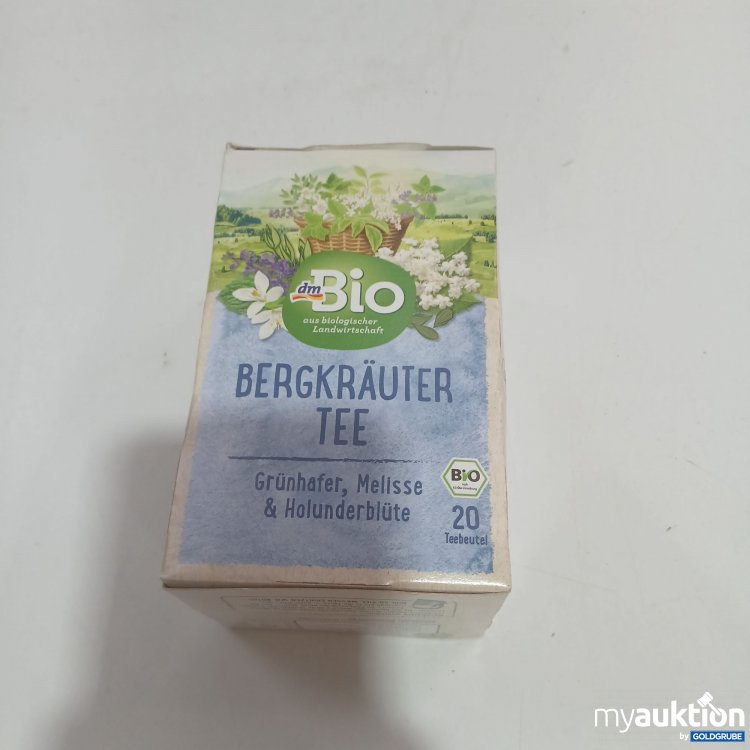 dm
Bio
aus biologischer
Landwirtschaft
BERGKRÄUTER
TEE
Grünhafer, Melisse
& Holunderblüte
BiO
20
Teebeutel
myauktion
by GOLDGRUBE